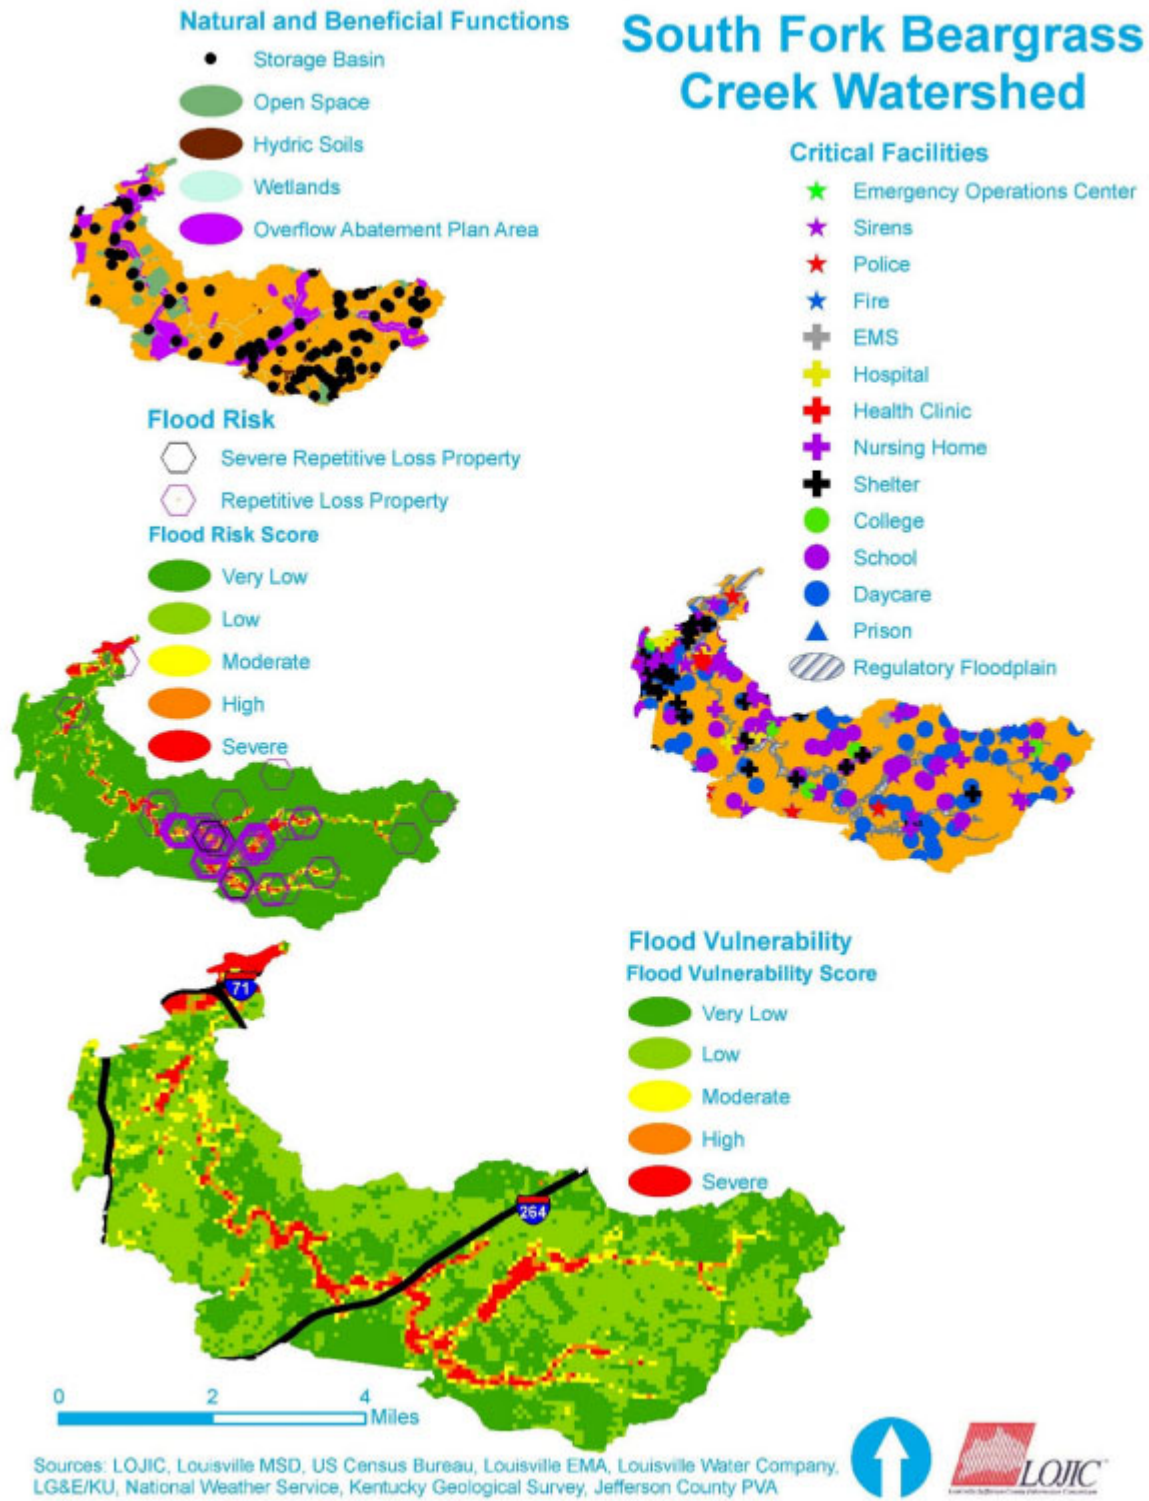 South Fork Beargrass
Creek Watershed
Natural and Beneficial Functions
Storage Basin
Open Space
Hydric Soils
Wetlands
Overflow Abatement Plan Area
Critical Facilities
Emergency Operations Center
Sirens
Police
Fire
EMS
Hospital
Health Clinic
Nursing Home
Shelter
College
School
Daycare
Prison
Regulatory Floodplain
Flood Risk
Severe Repetitive Loss Property
Repetitive Loss Property
Flood Risk Score
Very Low
Low
Moderate
High
Severe
Flood Vulnerability
Flood Vulnerability Score
Very Low
Low
Moderate
High
Severe
71
264
0 2 4
Miles
Sources: LOJIC, Louisville MSD, US Census Bureau, Louisville EMA, Louisville Water Company,
LG&E/KU, National Weather Service, Kentucky Geological Survey, Jefferson County PVA
LOJIC